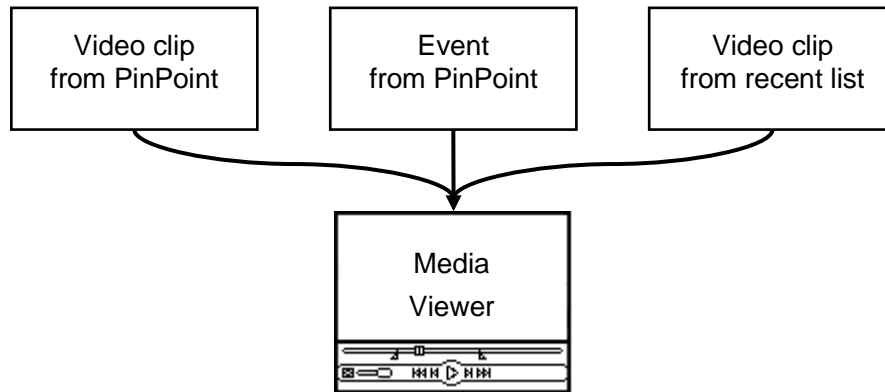 Video clip
from PinPoint
Event
from PinPoint
Video clip
from recent list
Media
Viewer